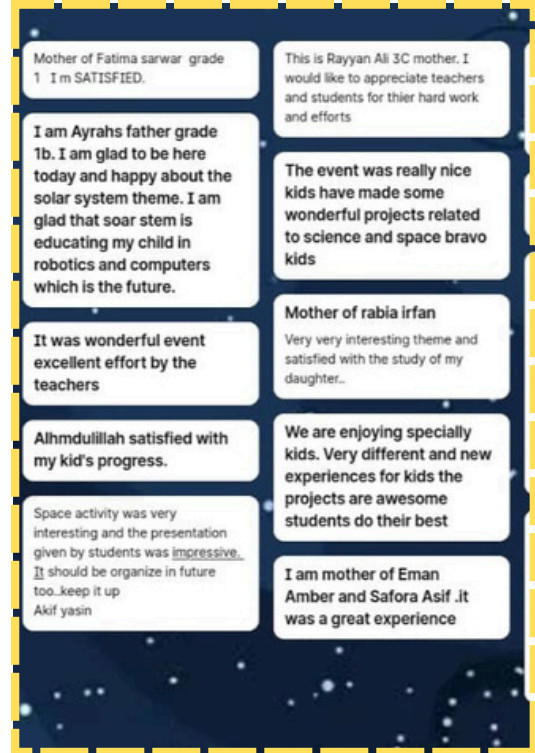 Mother of Fatima sarwar grade
1 I m SATISFIED.
I am Ayrahs father grade
1b. I am glad to be here
today and happy about the
solar system theme. I am
glad that soar stem is
educating my child in
robotics and computers
which is the future.
It was wonderful event
excellent effort by the
teachers
Alhmdulillah satisfied with
my kid's progress.
Space activity was very
interesting and the presentation
given by students was impressive.
It should be organize in future
too..keep it up
Akif yasin
This is Rayyan Ali 3C mother. I
would like to appreciate teachers
and students for thier hard work
and efforts
The event was really nice
kids have made some
wonderful projects related
to science and space bravo
kids
Mother of rabia irfan
Very very interesting theme and
satisfied with the study of my
daughter..
We are enjoying specially
kids. Very different and new
experiences for kids the
projects are awesome
students do their best
I am mother of Eman
Amber and Safora Asif .it
was a great experience